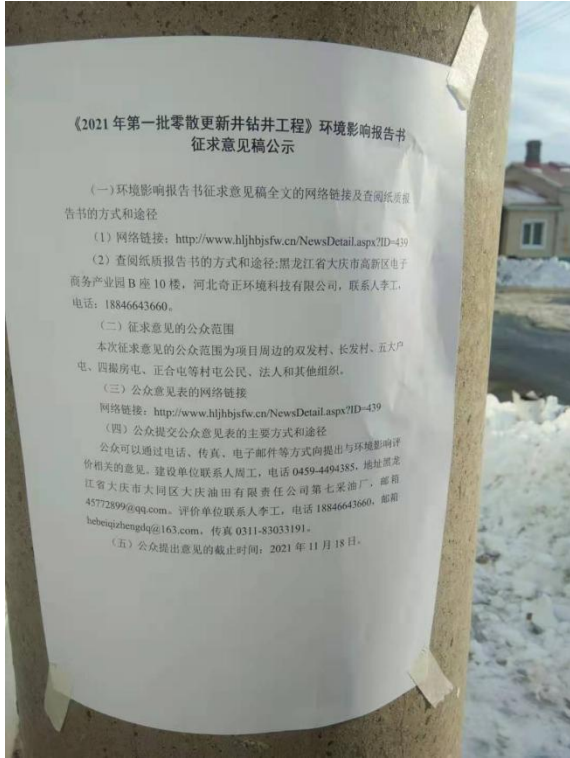 《2021年第一批零散更新井钻井工程》环境影响报告书
征求意见稿公示
(一)环境影响报告书征求意见稿全文的网络链接及查阅纸质报
告书的方式和途径
(1)网络链接：http://www.hljhbjsfw.cn/NewsDetail.aspx?ID=439
(2)查阅纸质报告书的方式和途径:黑龙江省大庆市高新区电子
商务产业园B座10楼，河北奇正环境科技有限公司，联系人李工，
电话：18846643660。
(二)征求意见的公众范围
本次征求意见的公众范围为项目周边的双发村、长发村、五大户
屯、四撮房屯、正合屯等村屯公民、法人和其他组织。
(三)公众意见表的网络链接
网络链接：http://www.hljhbjsfw.cn/NewsDetail.aspx?ID=439
(四)公众提交公众意见表的主要方式和途径
公众可以通过电话、传真、电子邮件等方式向提出与环境影响评
价相关的意见。建设单位联系人周工，电话0459-4494385，地址黑龙
江省大庆市大同区大庆油田有限责任公司第七采油厂，邮箱
45772899@qq.com。评价单位联系人李工，电话18846643660，邮箱
hebeiqizhengdq@163.com，传真0311-83033191。
(五)公众提出意见的截止时间：2021年11月18日。